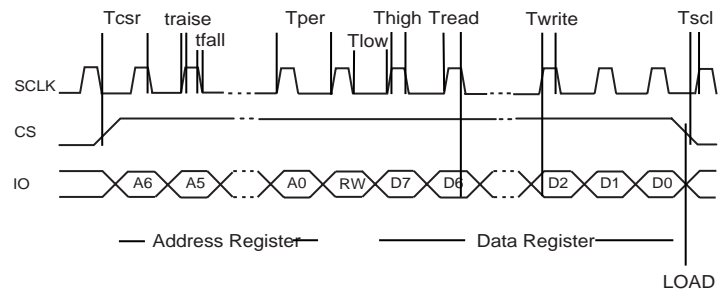 Tcsr traise Tper Thigh Tread Twrite Tscl
tfall Tlow
SCLK
CS
IO A6 A5 A0 RW D7 D6 D2 D1 D0
Address Register Data Register
LOAD